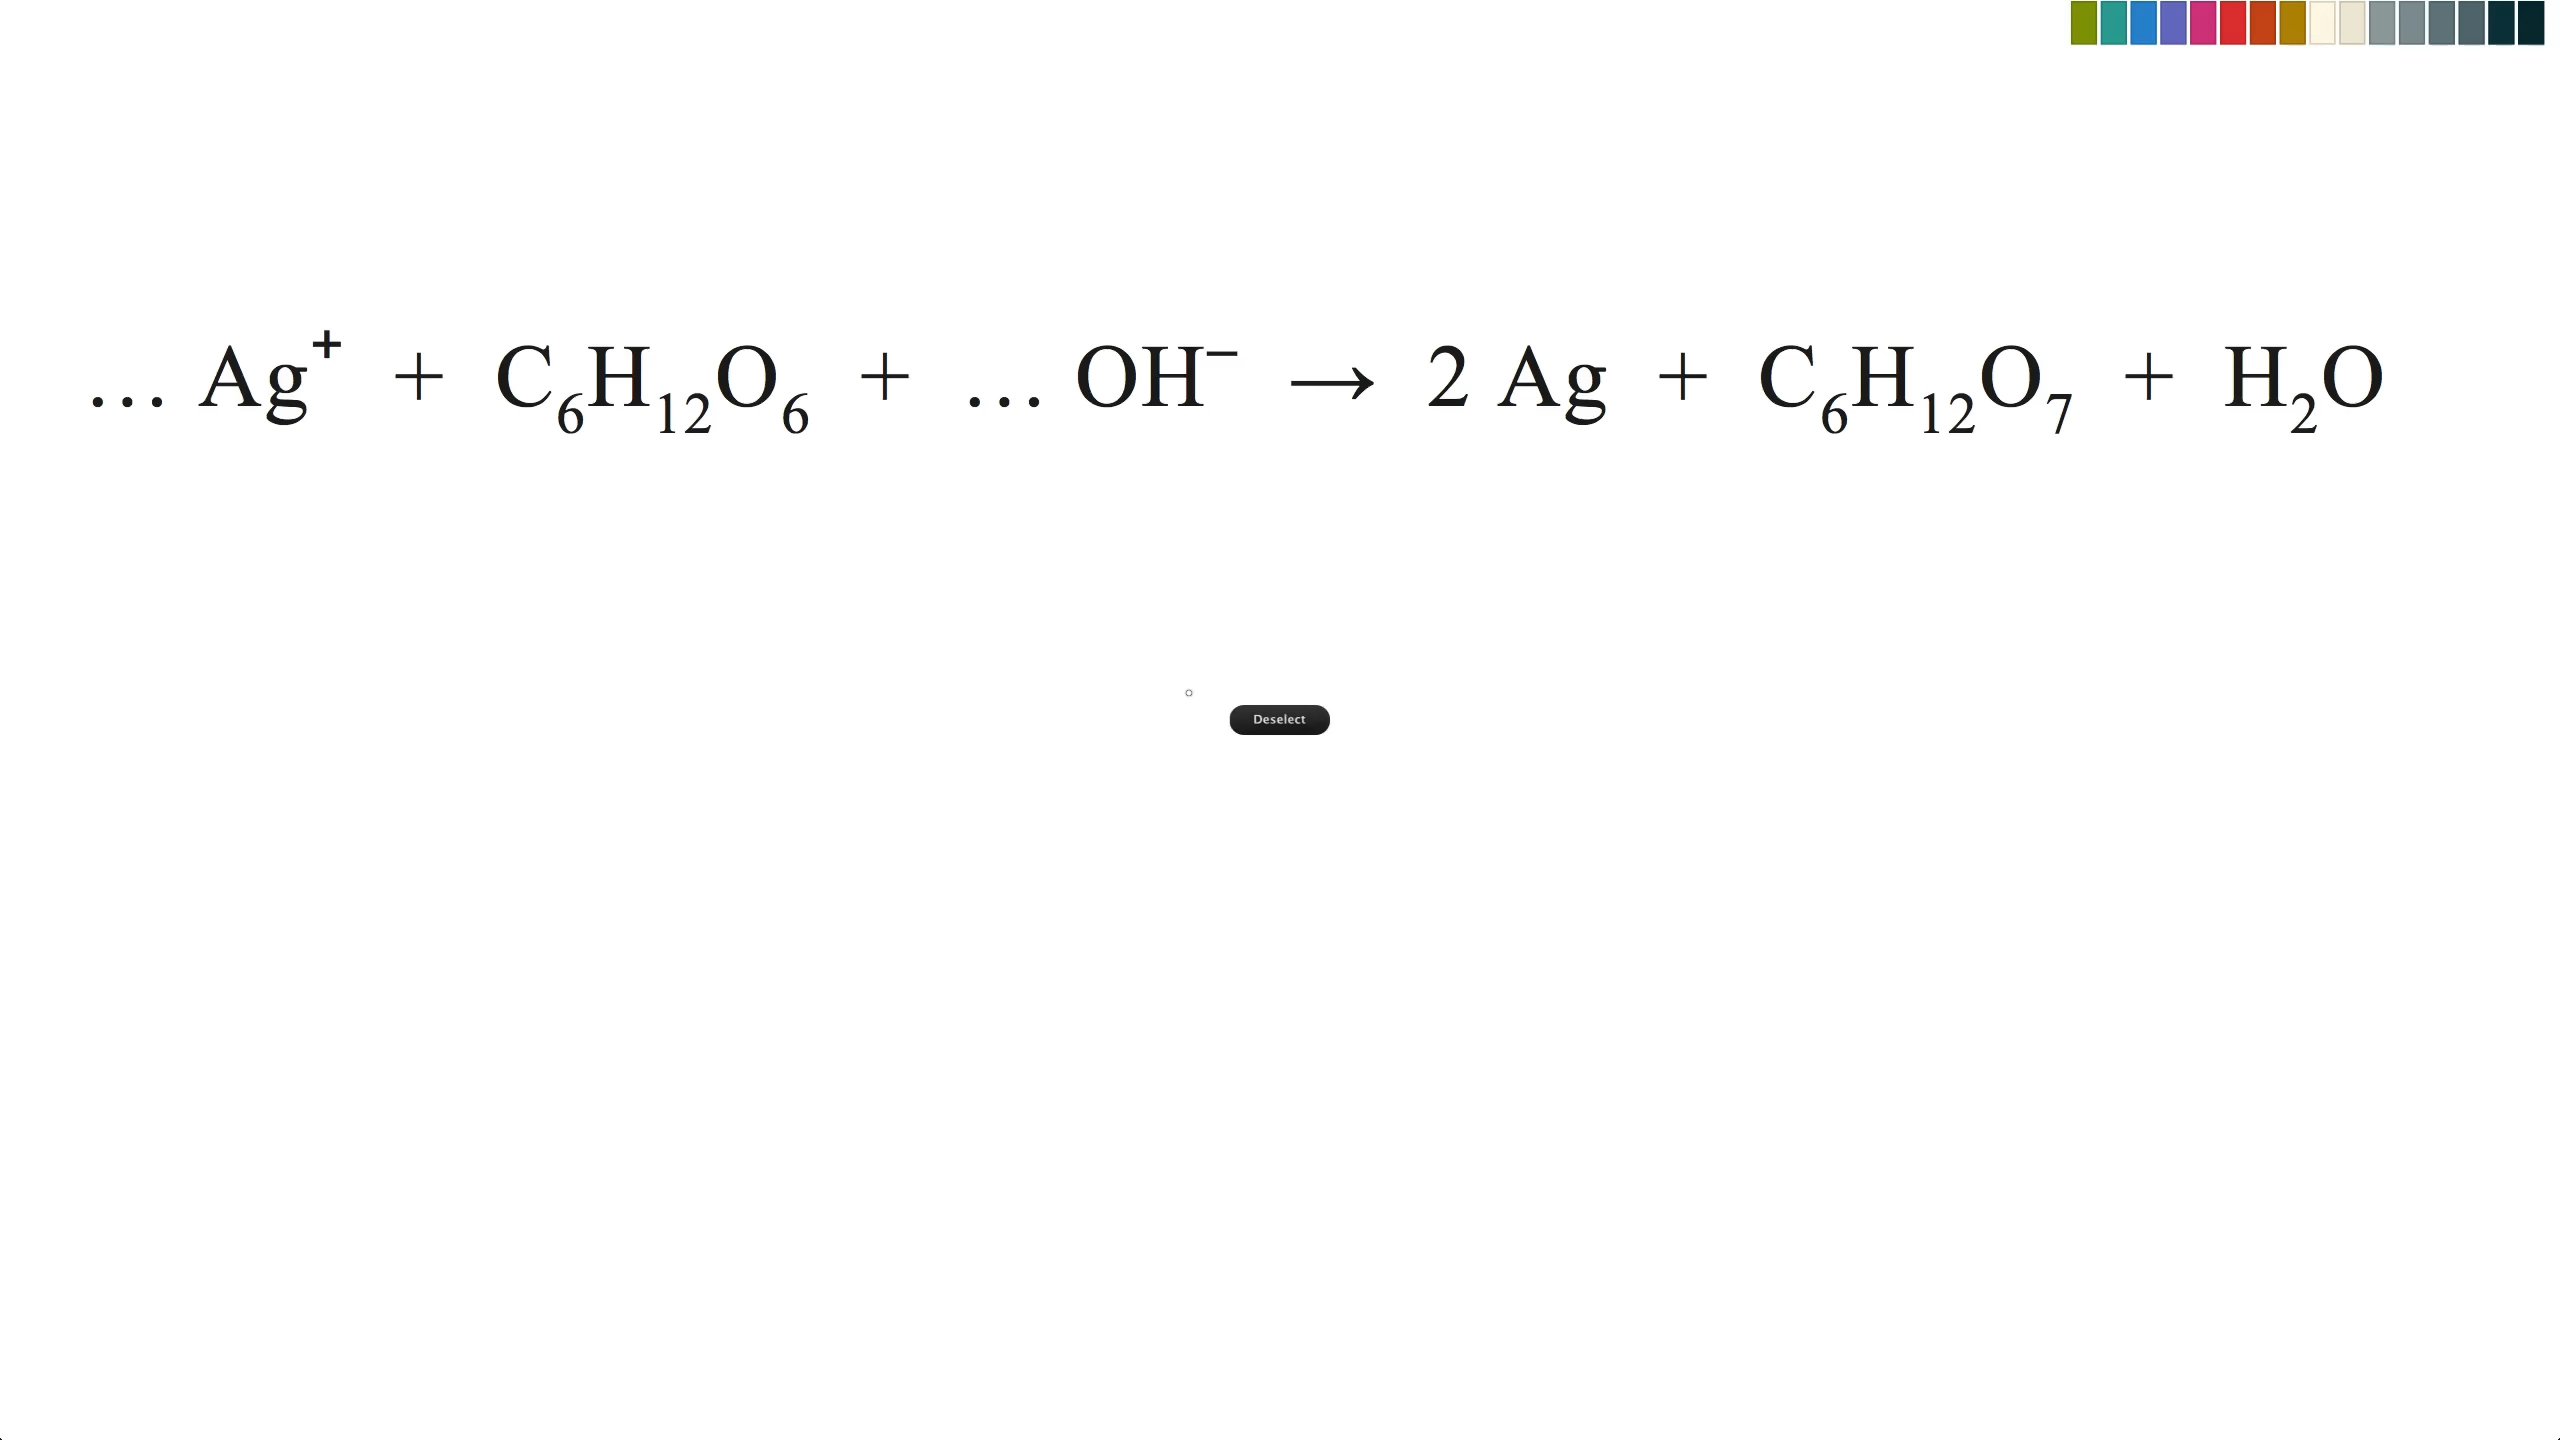 … Ag⁺ + C₆H₁₂O₆ + … OH⁻ → 2 Ag + C₆H₁₂O₇ + H₂O
Deselect